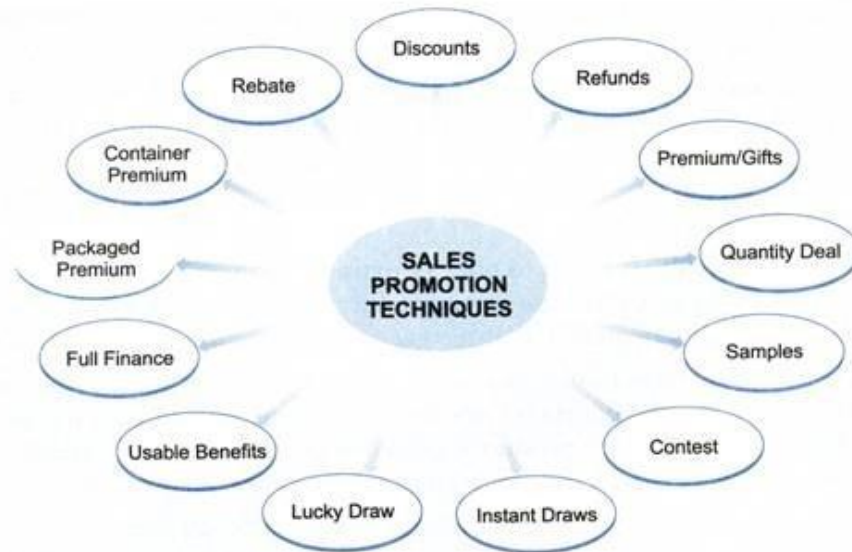 Discounts
Rebate
Refunds
Container
Premium
Premium/Gifts
Packaged
Premium
SALES
PROMOTION
TECHNIQUES
Quantity Deal
Full Finance
Samples
Usable Benefits
Contest
Lucky Draw
Instant Draws